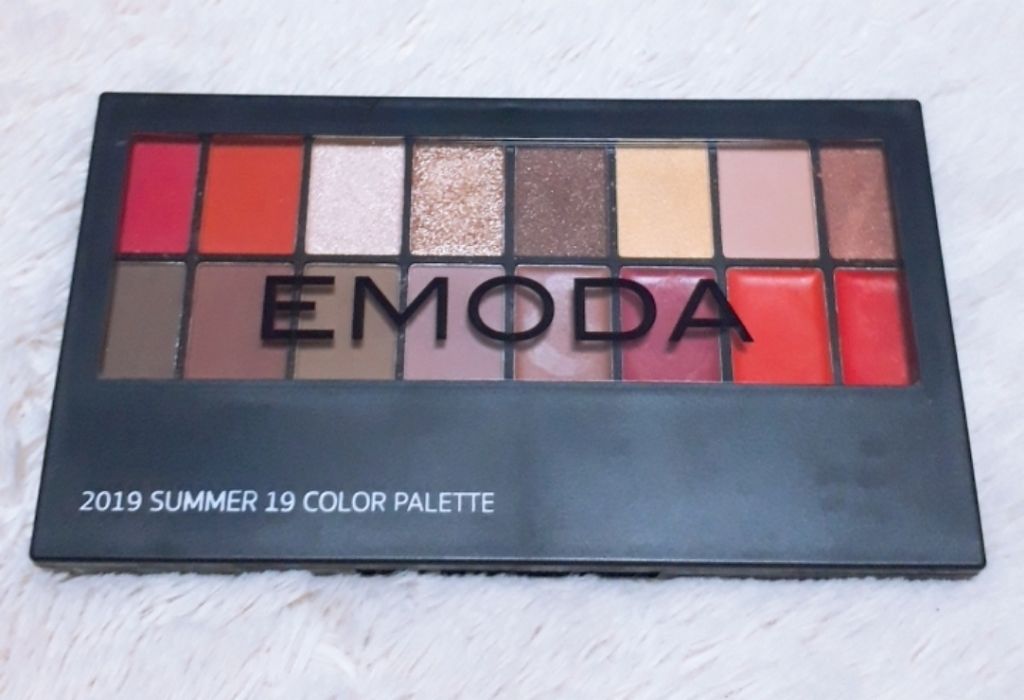 EMODA
2019 SUMMER 19 COLOR PALETTE